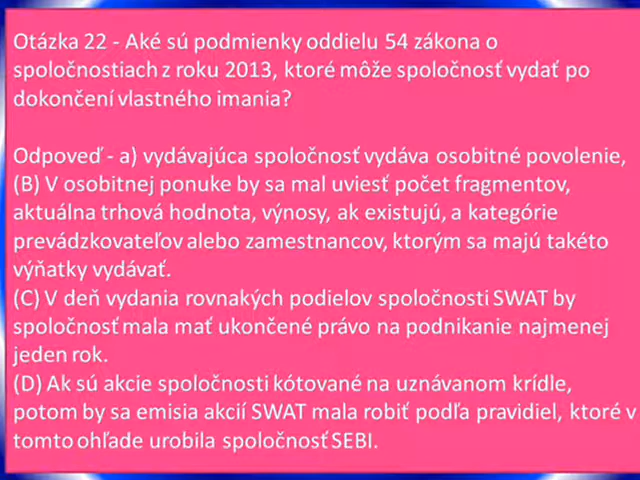 Otázka 22 - Aké sú podmienky oddielu 54 zákona o
spoločnostiach z roku 2013, ktoré môže spoločnosť vydať po
dokončení vlastného imania?
Odpoveď - a) vydávajúca spoločnosť vydáva osobitné povolenie,
(B) V osobitnej ponuke by sa mal uviesť počet fragmentov,
aktuálna trhová hodnota, výnosy, ak existujú, a kategórie
prevádzkovateľov alebo zamestnancov, ktorým sa majú takéto
výňatky vydávať.
(C) V deň vydania rovnakých podielov spoločnosti SWAT by
spoločnosť mala mať ukončené právo na podnikanie najmenej
jeden rok.
(D) Ak sú akcie spoločnosti kótované na uznávanom krídle,
potom by sa emisia akcií SWAT mala robiť podľa pravidiel, ktoré v
tomto ohľade urobila spoločnosť SEBI.